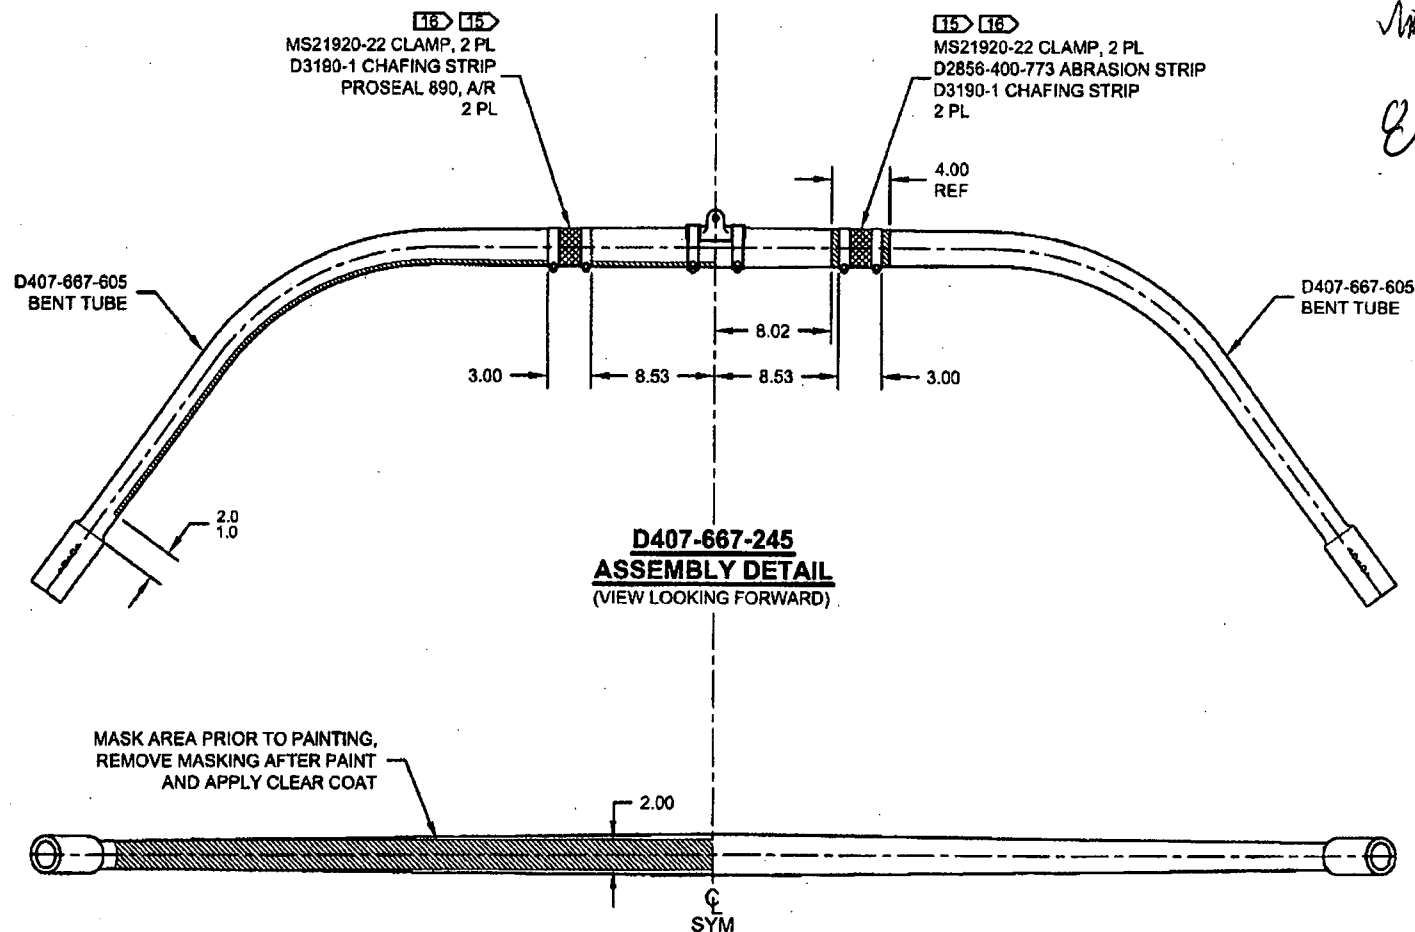 16 15
MS21920-22 CLAMP, 2 PL
D3190-1 CHAFING STRIP
PROSEAL 890, A/R
2 PL
15 16
MS21920-22 CLAMP, 2 PL
D2856-400-773 ABRASION STRIP
D3190-1 CHAFING STRIP
2 PL
4.00
REF
D407-667-605
BENT TUBE
D407-667-605
BENT TUBE
8.02
3.00
8.53
8.53
3.00
2.0
1.0
D407-667-245
ASSEMBLY DETAIL
(VIEW LOOKING FORWARD)
MASK AREA PRIOR TO PAINTING,
REMOVE MASKING AFTER PAINT
AND APPLY CLEAR COAT
2.00
CL
SYM